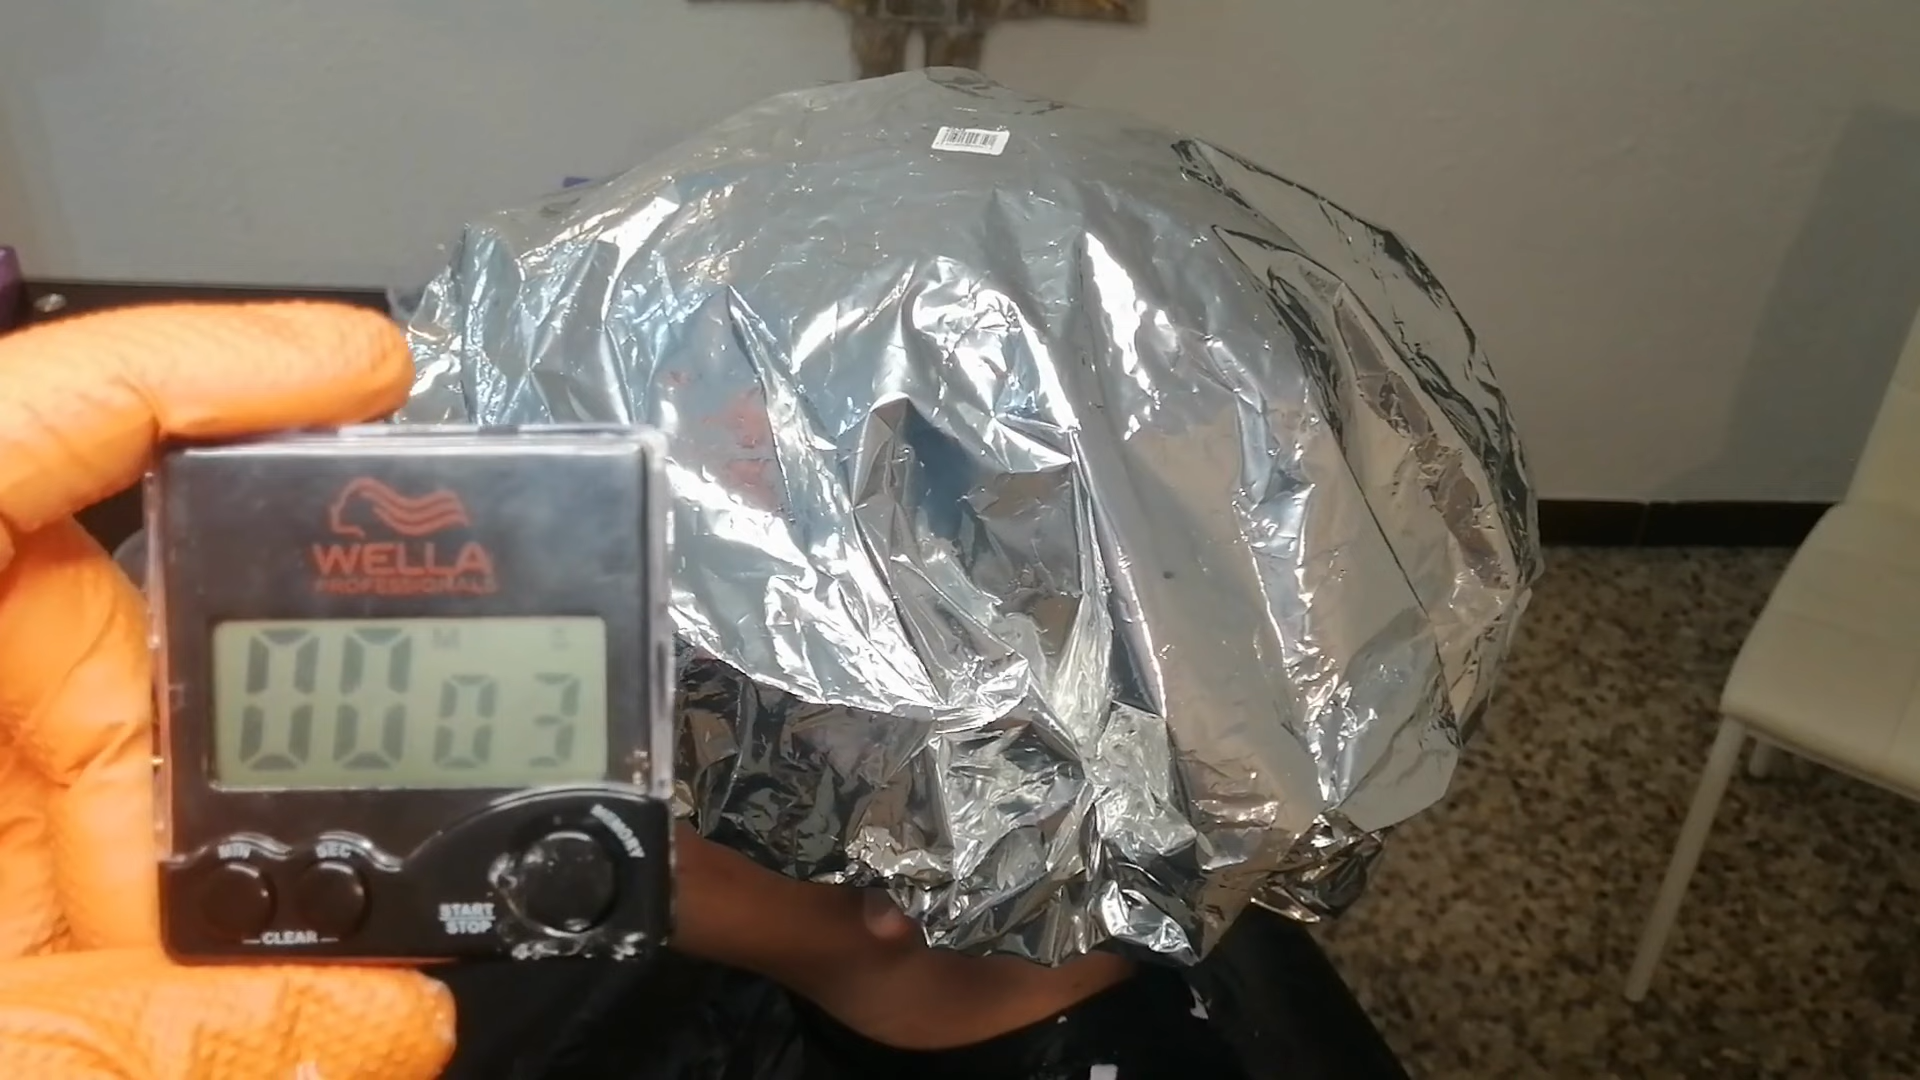 WELLA
PROFESSIONALS
M S
00 03
MIN SEC
MEMORY
CLEAR
START
STOP